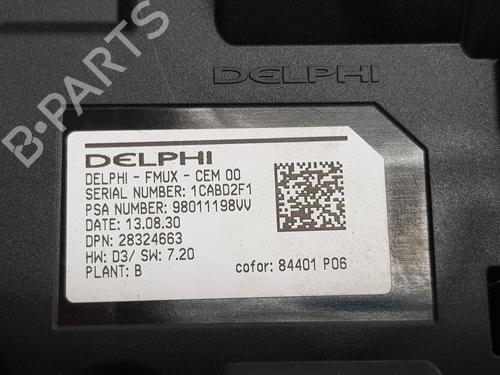 DELPHI
B-PARTS
DELPHI
DELPHI - FMUX - CEM 00
SERIAL NUMBER: 1CABD2F1
PSA NUMBER: 98011198VV
DATE: 13.08.30
DPN: 28324663
HW: D3/ SW: 7.20
PLANT: B
cofor: 84401 P06